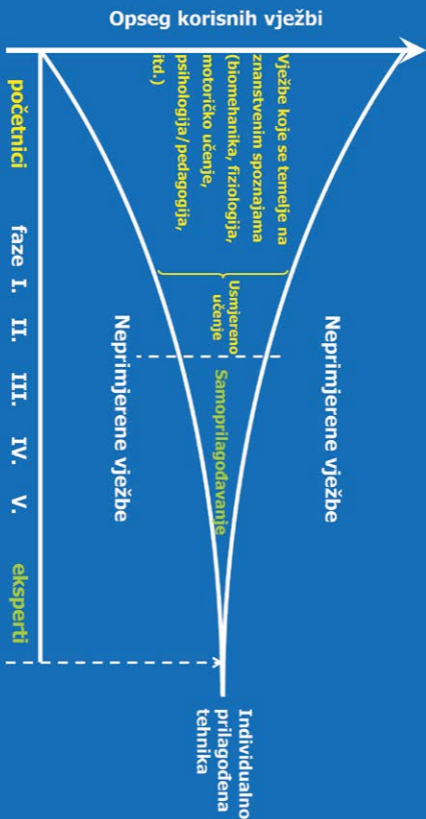 Opseg korisnih vježbi
Vježbe koje se temelje na
znanstvenim spoznajama
(biomehanika, fiziologija,
motoričko učenje,
psihologija/pedagogija,
itd.)
Usmjereno
učenje
Samoprilagođavanje
Neprimjerene vježbe
Neprimjerene vježbe
Individualno
prilagođena
tehnika
početnici faze I. II. III. IV. V. eksperti